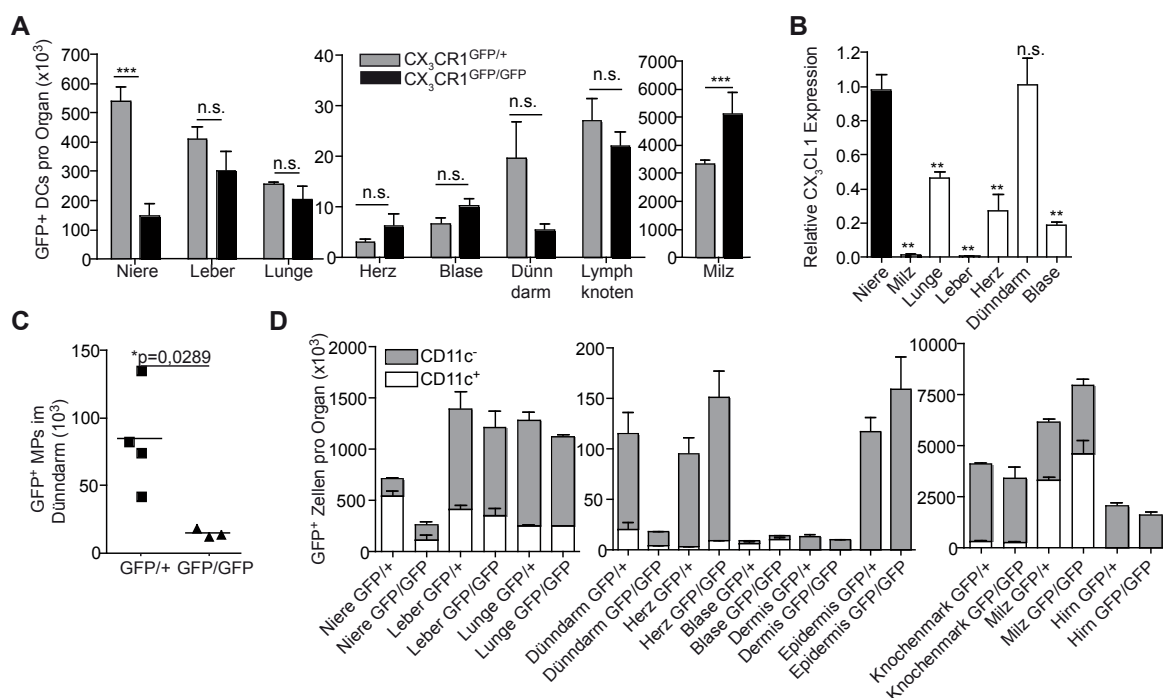 A
GFP+ DCs pro Organ (x10³)
700
600
500
400
300
200
100
0
***
n.s.
n.s.
Niere
Leber
Lunge
40
30
20
10
0
CX₃CR1^GFP/+
CX₃CR1^GFP/GFP
n.s.
n.s.
n.s.
n.s.
Herz
Blase
Dünn
darm
Lymph
knoten
7000
6000
5000
4000
3000
2000
1000
0
***
Milz
B
Relative CX₃CL1 Expression
1.2
1.0
0.8
0.6
0.4
0.2
0.0
**
**
**
**
n.s.
**
Niere
Milz
Lunge
Leber
Herz
Dünndarm
Blase
C
GFP⁺ MPs im
Dünndarm (10³)
150
100
50
0
*p=0,0289
GFP/+
GFP/GFP
D
GFP⁺ Zellen pro Organ (x10³)
2000
1500
1000
500
0
CD11c⁻
CD11c⁺
Niere GFP/+
Niere GFP/GFP
Leber GFP/+
Leber GFP/GFP
Lunge GFP/+
Lunge GFP/GFP
200
150
100
50
0
Dünndarm GFP/+
Dünndarm GFP/GFP
Herz GFP/+
Herz GFP/GFP
Blase GFP/+
Blase GFP/GFP
Dermis GFP/+
Dermis GFP/GFP
Epidermis GFP/+
Epidermis GFP/GFP
10000
7500
5000
2500
0
Knochenmark GFP/+
Knochenmark GFP/GFP
Milz GFP/+
Milz GFP/GFP
Hirn GFP/+
Hirn GFP/GFP